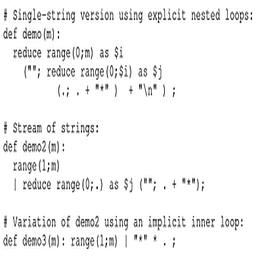 # Single-string version using explicit nested loops:
def demo(m):
reduce range(0;m) as $i
(""; reduce range(0;$i) as $j
(.; . + "*" ) + "\n" ) ;
# Stream of strings:
def demo2(m):
range(1;m)
| reduce range(0;.) as $j (""; . + "*");
# Variation of demo2 using an implicit inner loop:
def demo3(m): range(1;m) | "*" * . ;